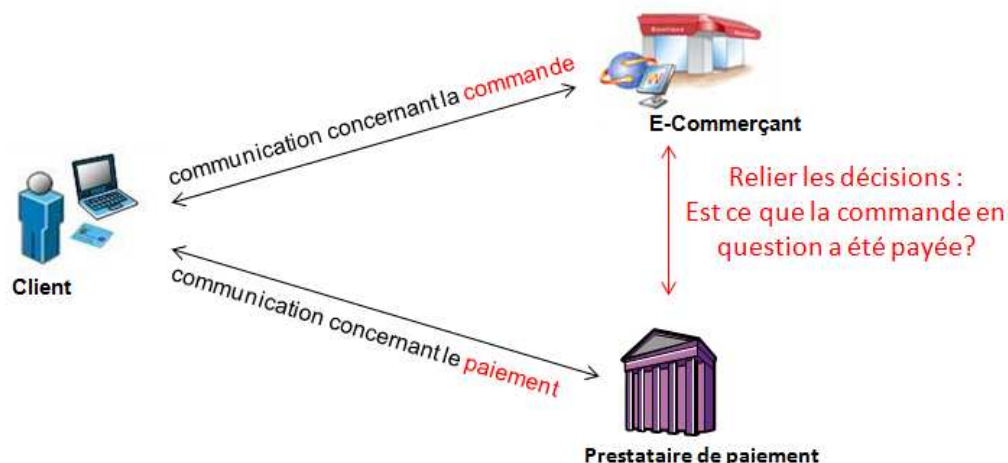 Boutique
communication concernant la commande
E-Commerçant
Relier les décisions :
Est ce que la commande en
question a été payée?
Client
communication concernant le paiement
Prestataire de paiement